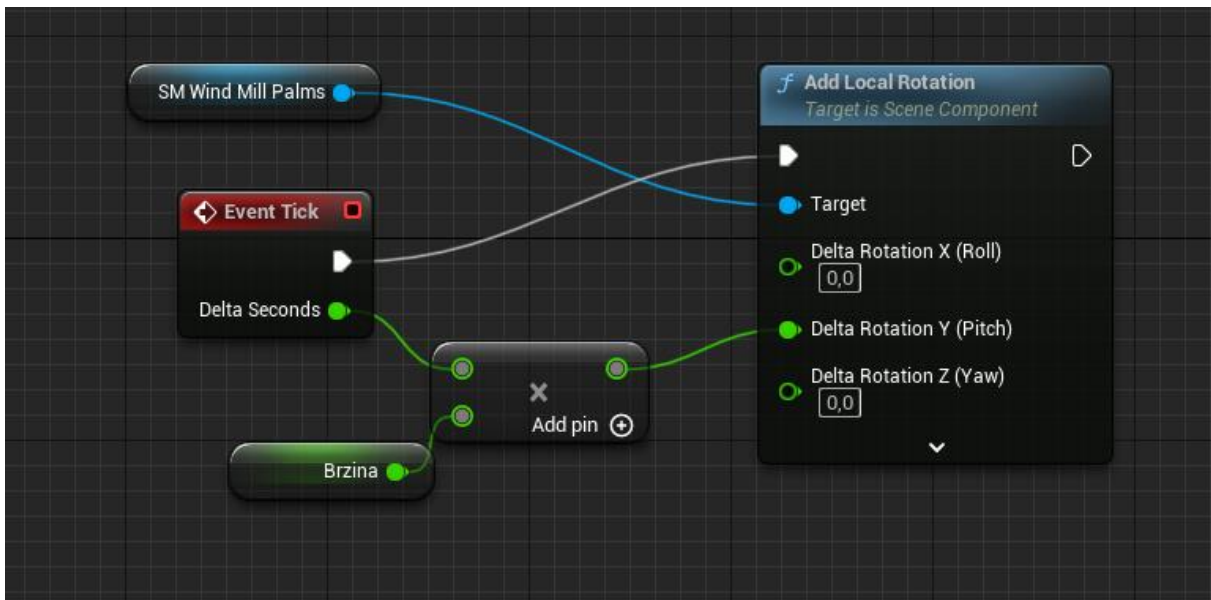 SM Wind Mill Palms
Event Tick
Delta Seconds
Add pin
Brzina
f Add Local Rotation
Target is Scene Component
Target
Delta Rotation X (Roll)
0,0
Delta Rotation Y (Pitch)
Delta Rotation Z (Yaw)
0,0